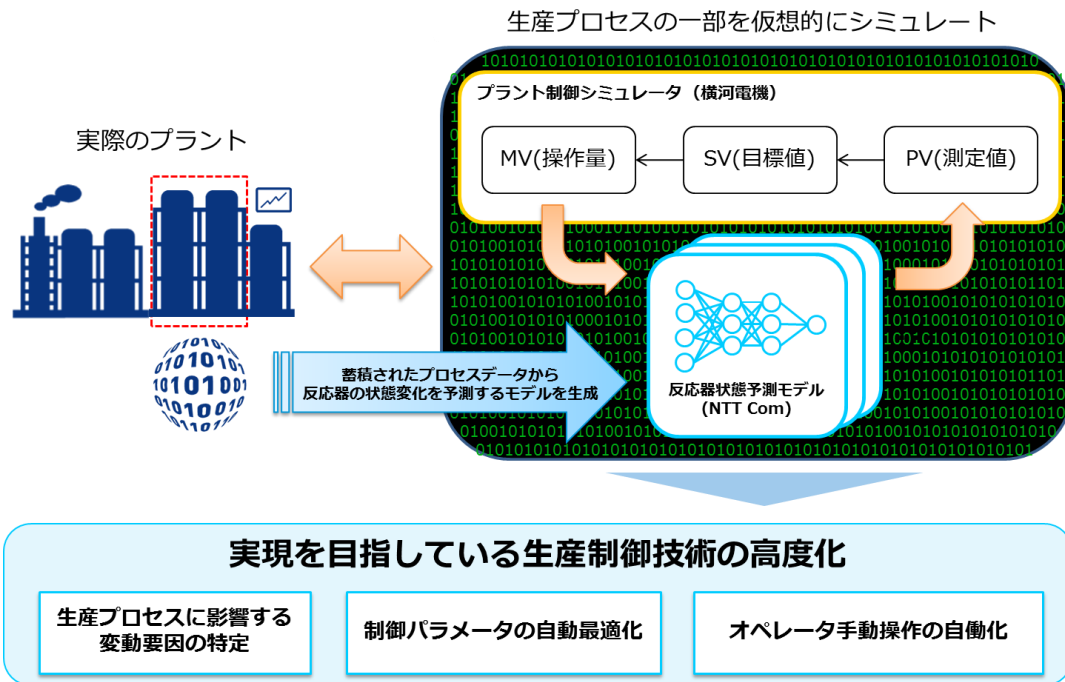 生産プロセスの一部を仮想的にシミュレート
プラント制御シミュレータ（横河電機）
実際のプラント
MV(操作量)
SV(目標値)
PV(測定値)
蓄積されたプロセスデータから
反応器の状態変化を予測するモデルを生成
反応器状態予測モデル
(NTT Com)
実現を目指している生産制御技術の高度化
生産プロセスに影響する
変動要因の特定
制御パラメータの自動最適化
オペレータ手動操作の自働化